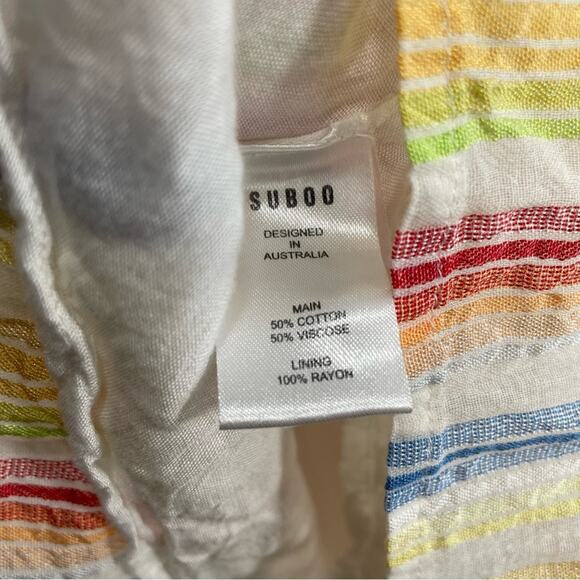 SUBOO
DESIGNED
IN
AUSTRALIA
MAIN
50% COTTON
50% VISCOSE
LINING
100% RAYON